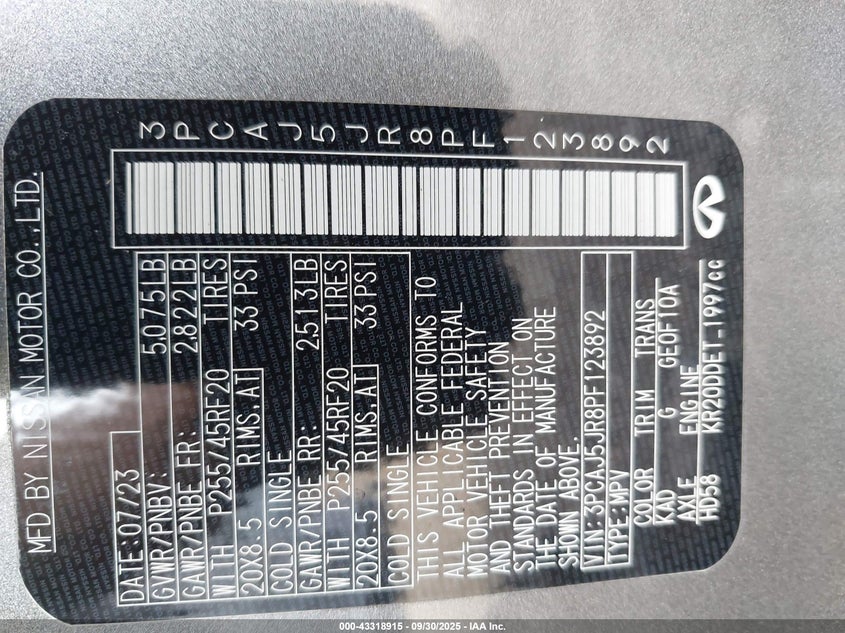 MFD BY NISSAN MOTOR CO.,LTD.
DATE:07/23
GVWR/PNBV: 5,075LB
GAWR/PNBE FR: 2,822LB
WITH P255/45RF20 TIRES
20X8.5 RIMS,AT 33PSI
COLD SINGLE
GAWR/PNBE RR: 2513LB
WITH P255/45RF20 TIRES
20X8.5 RIMS,AT 33PSI
COLD SINGLE
THIS VEHICLE CONFORMS TO
ALL APPLICABLE FEDERAL
MOTOR VEHICLE SAFETY
AND THEFT PREVENTION
STANDARDS IN EFFECT ON
THE DATE OF MANUFACTURE
SHOWN ABOVE.
VIN:3PCAJ5JR8PF123892
TYPE:MPV
COLOR TRIM TRANS
KAD G GE0F10A
AXLE ENGINE
HD58 KR20DDET-1997cc
3PCAJ5JR8PF123892
000-43318915 - 09/30/2025 - IAA Inc.